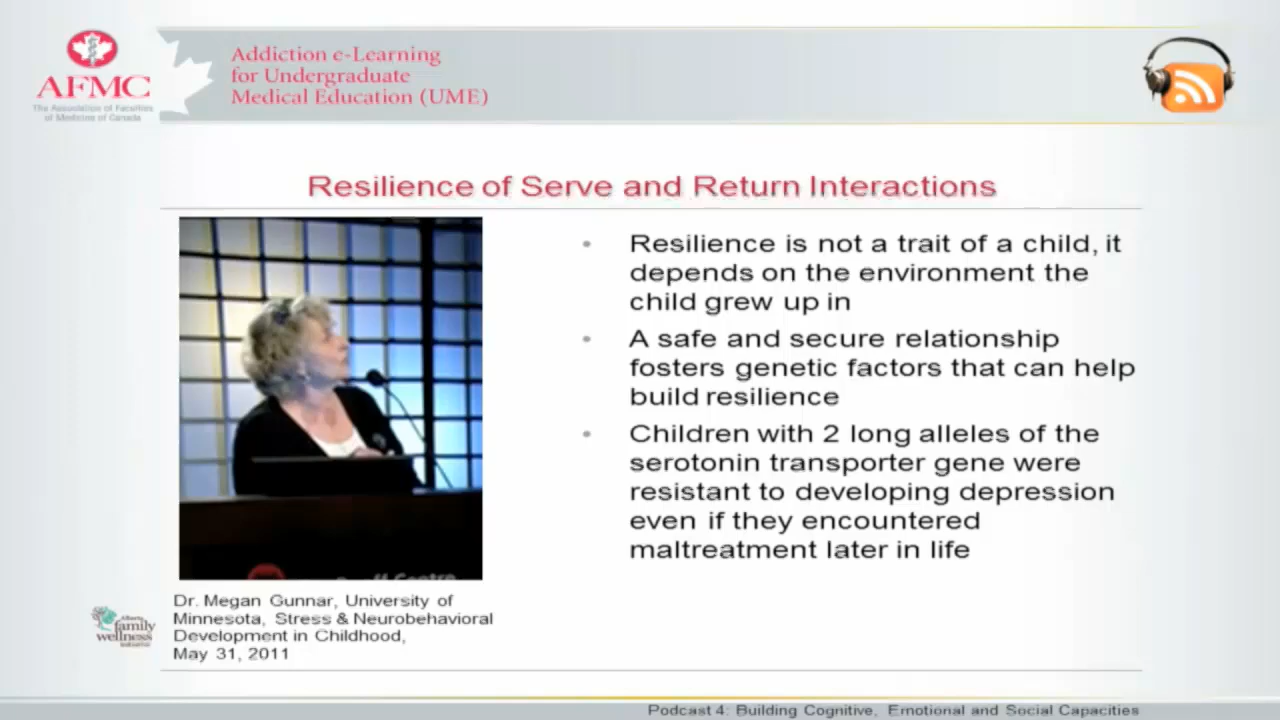 AFMC
The Association of Faculties
of Medicine of Canada
Addiction e-Learning
for Undergraduate
Medical Education (UME)
Resilience of Serve and Return Interactions
• Resilience is not a trait of a child, it
depends on the environment the
child grew up in
• A safe and secure relationship
fosters genetic factors that can help
build resilience
• Children with 2 long alleles of the
serotonin transporter gene were
resistant to developing depression
even if they encountered
maltreatment later in life
Centre
Alberta
family
wellness
initiative
Dr. Megan Gunnar, University of
Minnesota, Stress & Neurobehavioral
Development in Childhood,
May 31, 2011
Podcast 4: Building Cognitive, Emotional and Social Capacities